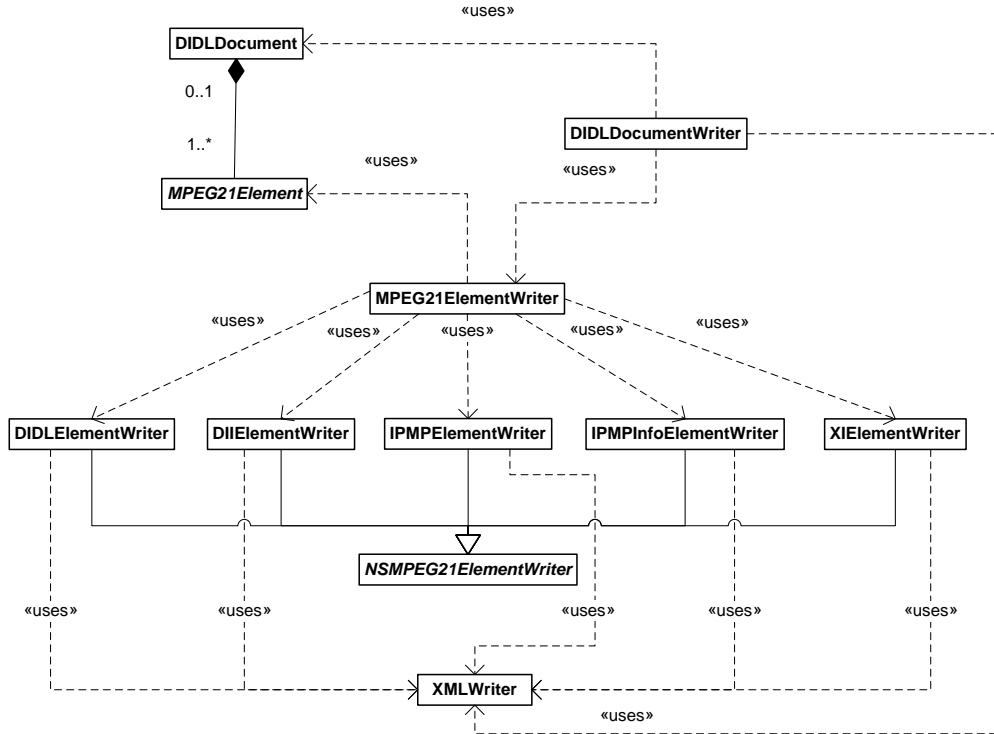 «uses»
DIDLDocument
0..1
DIDLDocumentWriter
1..*
«uses»
«uses»
MPEG21Element
MPEG21ElementWriter
«uses»
«uses»
«uses»
«uses»
«uses»
DIDLElementWriter
DIIElementWriter
IPMPElementWriter
IPMPInfoElementWriter
XIElementWriter
NSMPEG21ElementWriter
«uses»
«uses»
«uses»
«uses»
«uses»
XMLWriter
«uses»